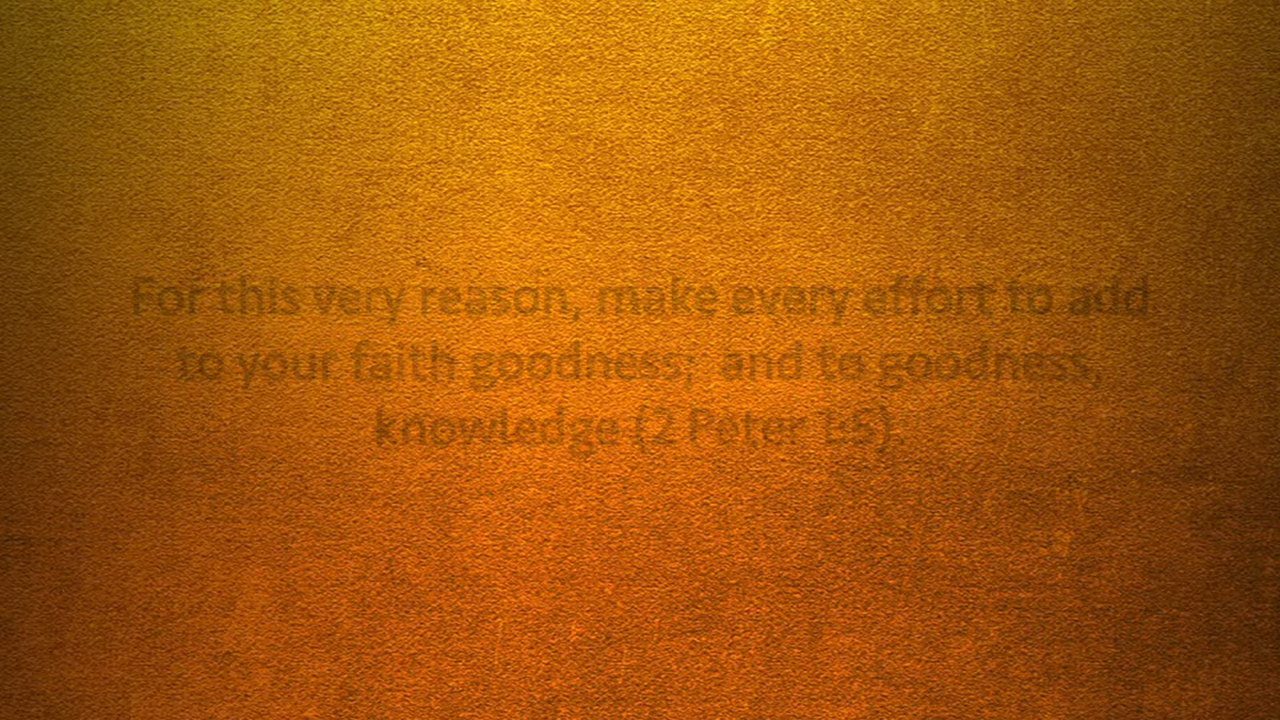 For this very reason, make every effort to add
to your faith goodness;  and to goodness,
knowledge (2 Peter 1:5).